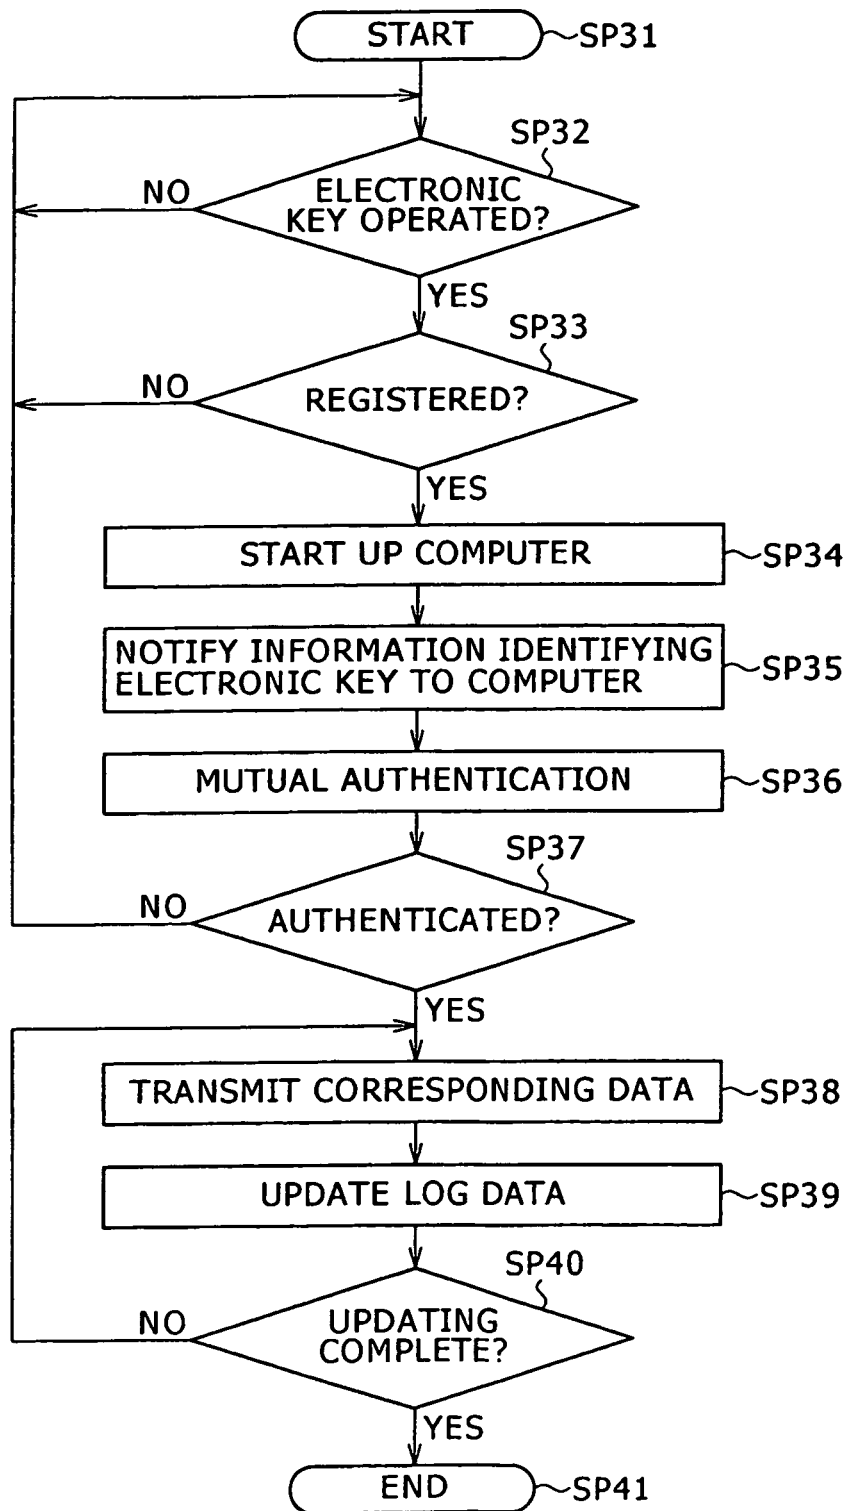 START
SP31
SP32
NO
ELECTRONIC
KEY OPERATED?
YES
SP33
NO
REGISTERED?
YES
START UP COMPUTER
SP34
NOTIFY INFORMATION IDENTIFYING
ELECTRONIC KEY TO COMPUTER
SP35
MUTUAL AUTHENTICATION
SP36
SP37
NO
AUTHENTICATED?
YES
TRANSMIT CORRESPONDING DATA
SP38
UPDATE LOG DATA
SP39
SP40
NO
UPDATING
COMPLETE?
YES
END
SP41